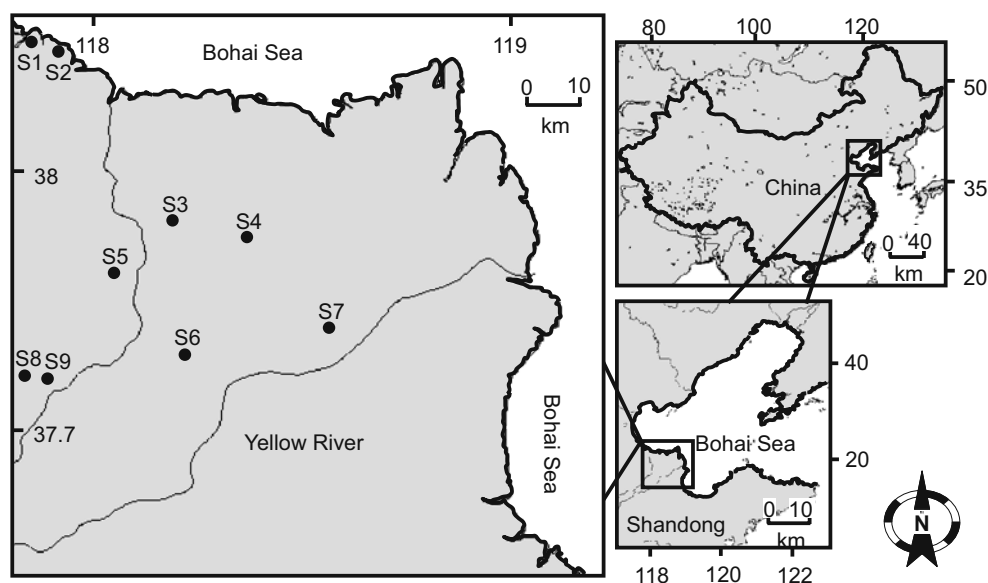 118
119
S1
S2
Bohai Sea
0 10
km
38
S3
S4
S5
S6
S7
S8
S9
37.7
Yellow River
Bohai Sea
80 100 120
50
35
20
China
0 40
km
40
20
Bohai Sea
Shandong
0 10
km
118 120 122
N